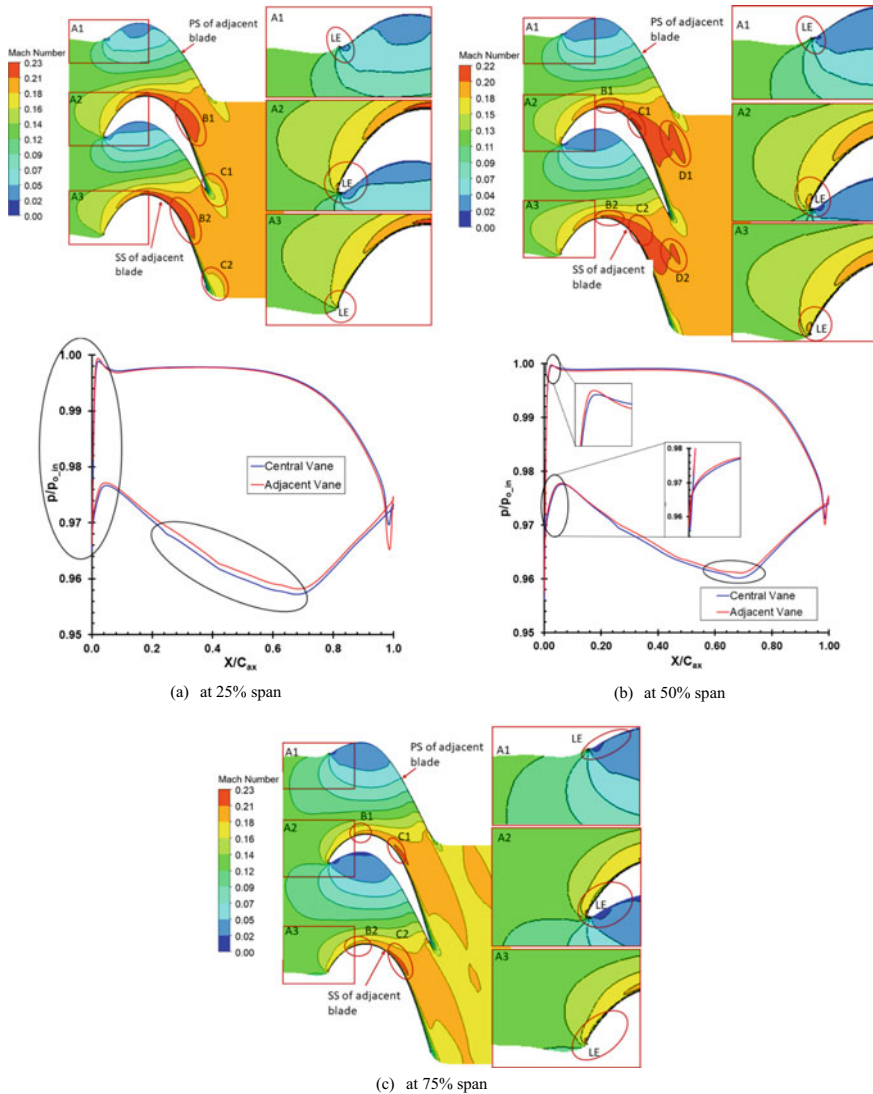 A1
PS of adjacent
blade
Mach Number
0.23
0.21
0.18
0.16
0.14
0.12
0.09
0.07
0.05
0.02
0.00
A2
B1
C1
A3
B2
SS of adjacent
blade
C2
A1
LE
A2
LE
A3
LE
A1
PS of adjacent
blade
Mach Number
0.22
0.20
0.18
0.15
0.13
0.11
0.09
0.07
0.04
0.02
0.00
B1
A2
C1
D1
A3
B2
C2
SS of adjacent
blade
D2
A1
LE
A2
LE
A3
LE
1.00
0.99
0.98
0.97
0.96
0.95
p/p₀_in
Central Vane
Adjacent Vane
0.0 0.2 0.4 0.6 0.8 1.0
X/Cₐₓ
(a) at 25% span
1.00
0.99
0.98
0.97
0.96
0.95
p/p₀_in
0.98
0.97
0.96
Central Vane
Adjacent Vane
0.00 0.20 0.40 0.60 0.80 1.00
X/Cₐₓ
(b) at 50% span
A1
PS of adjacent
blade
Mach Number
0.23
0.21
0.18
0.16
0.14
0.12
0.09
0.07
0.05
0.02
0.00
A2
B1
C1
A3
B2
C2
SS of adjacent
blade
A1
LE
A2
LE
A3
LE
(c) at 75% span